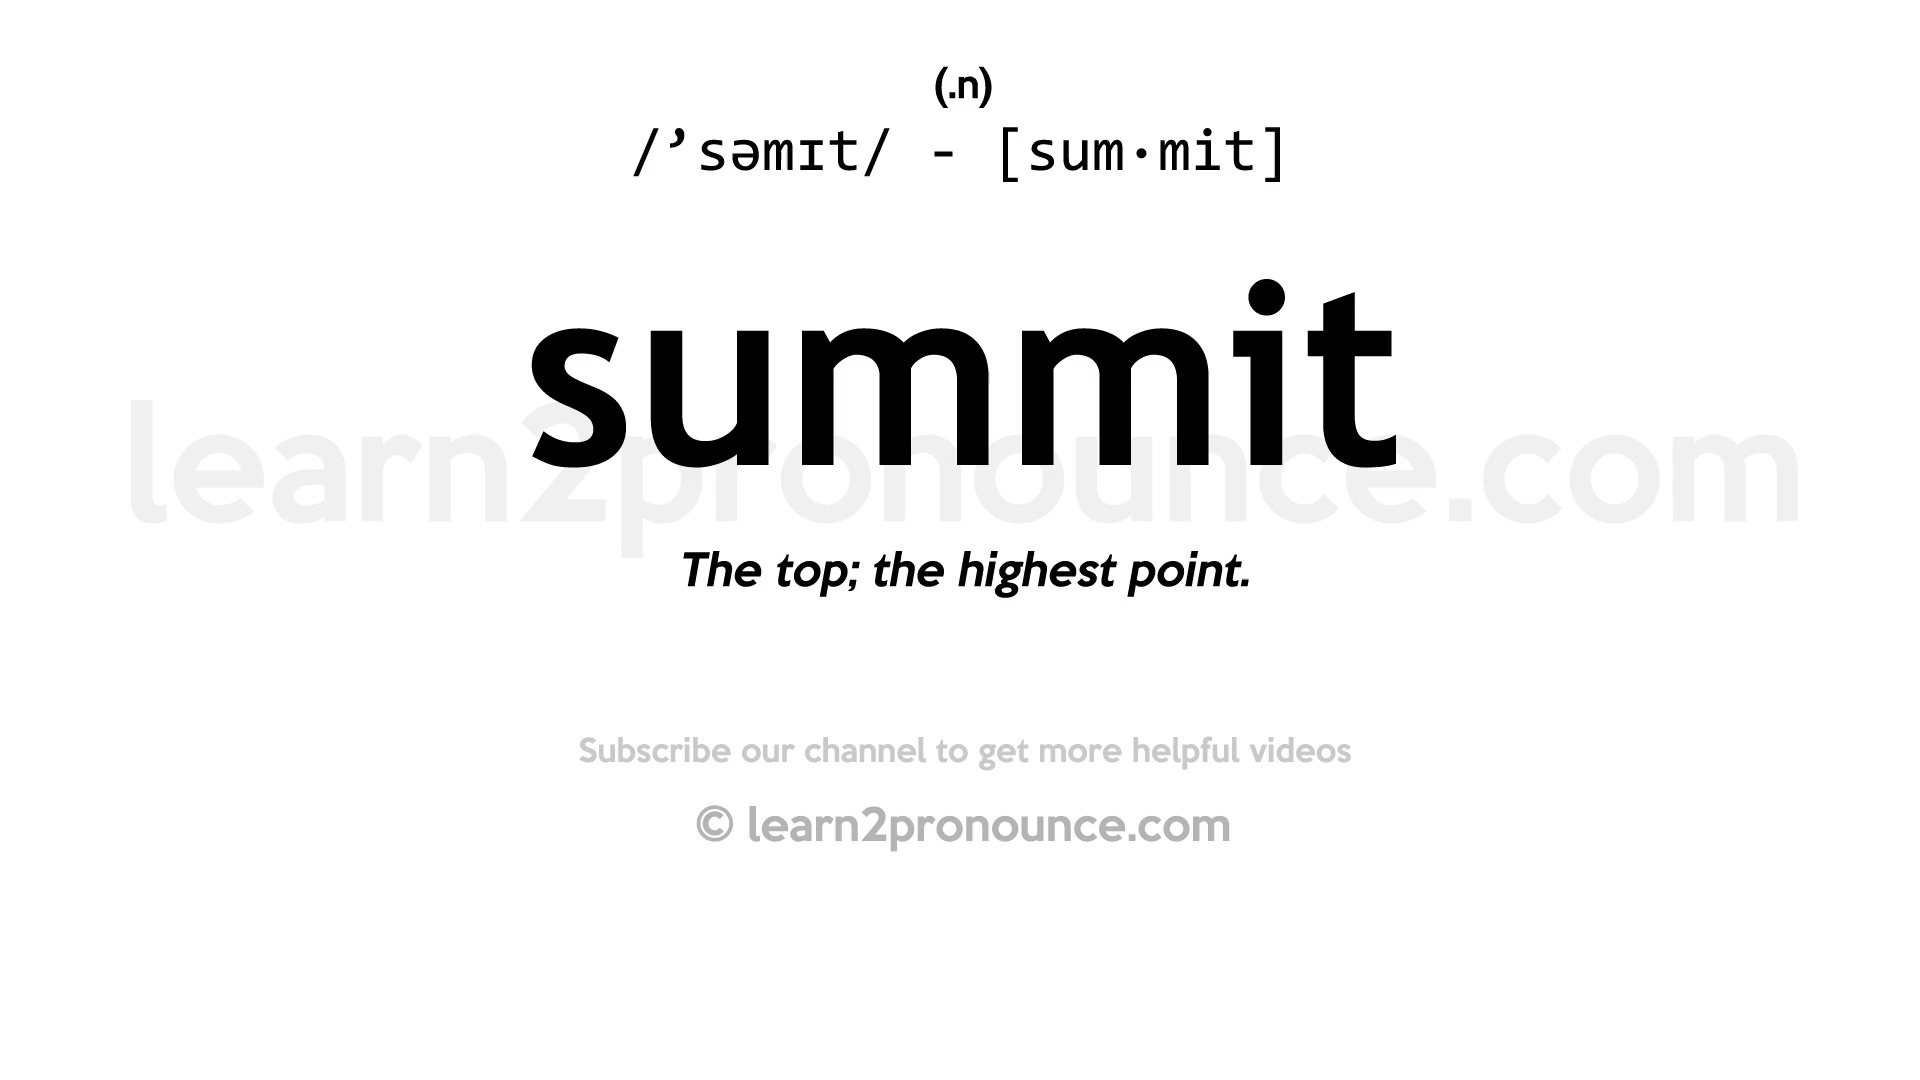 (.n)
/’səmɪt/ - [sum·mit]
summit
learn2pronounce.com
The top; the highest point.
Subscribe our channel to get more helpful videos
© learn2pronounce.com